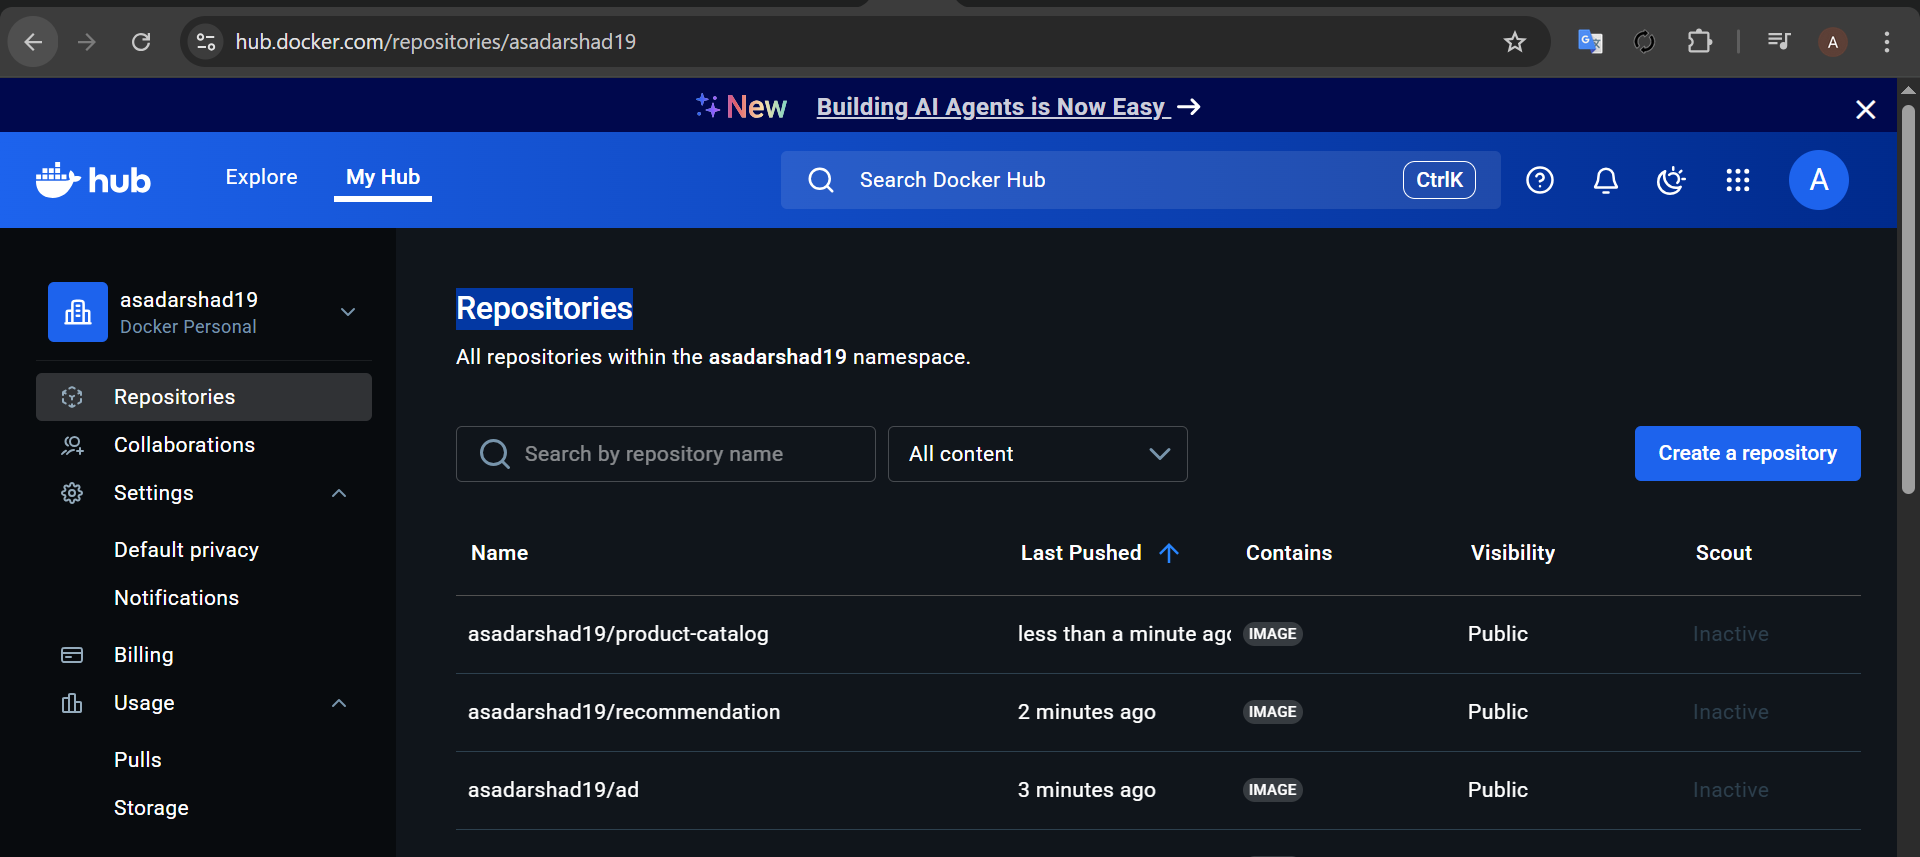 hub.docker.com/repositories/asadarshad19
A
New Building AI Agents is Now Easy
hub
Explore
My Hub
Search Docker Hub
CtrlK
A
asadarshad19
Docker Personal
Repositories
Collaborations
Settings
Default privacy
Notifications
Billing
Usage
Pulls
Storage
Repositories
All repositories within the asadarshad19 namespace.
Search by repository name
All content
Create a repository
Name Last Pushed Contains Visibility Scout
asadarshad19/product-catalog less than a minute ago IMAGE Public Inactive
asadarshad19/recommendation 2 minutes ago IMAGE Public Inactive
asadarshad19/ad 3 minutes ago IMAGE Public Inactive